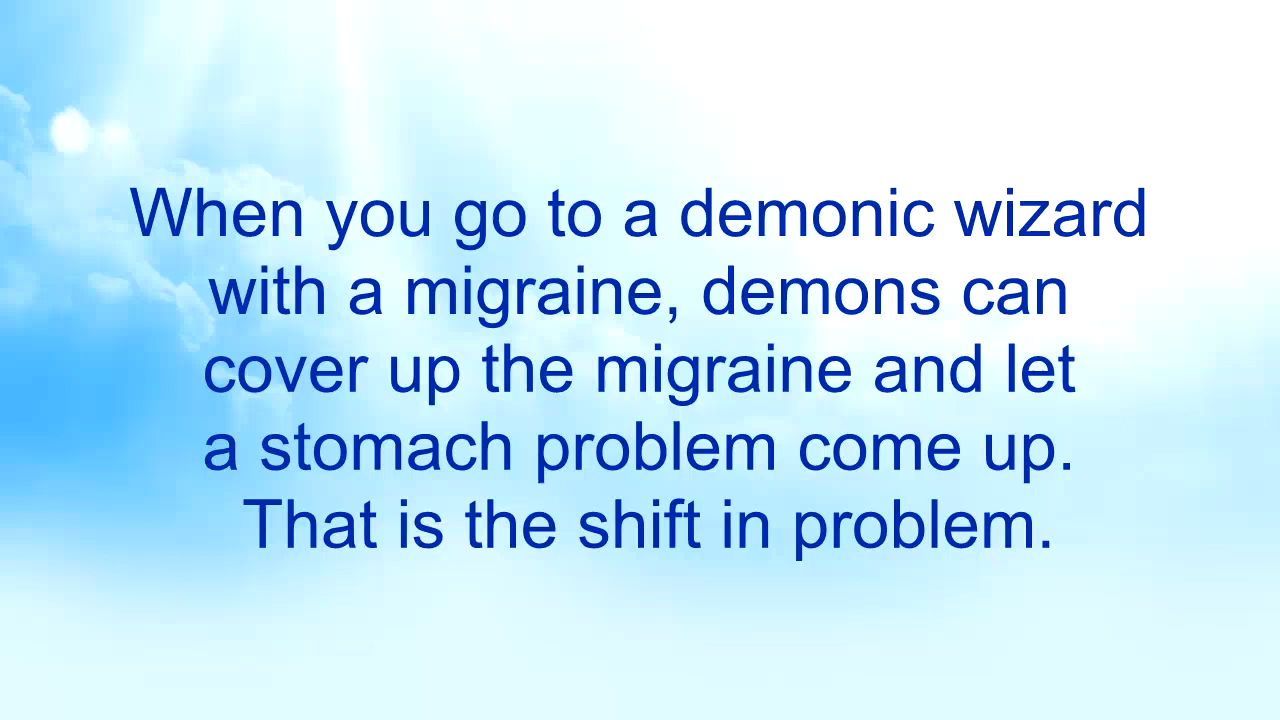 When you go to a demonic wizard
with a migraine, demons can
cover up the migraine and let
a stomach problem come up.
That is the shift in problem.